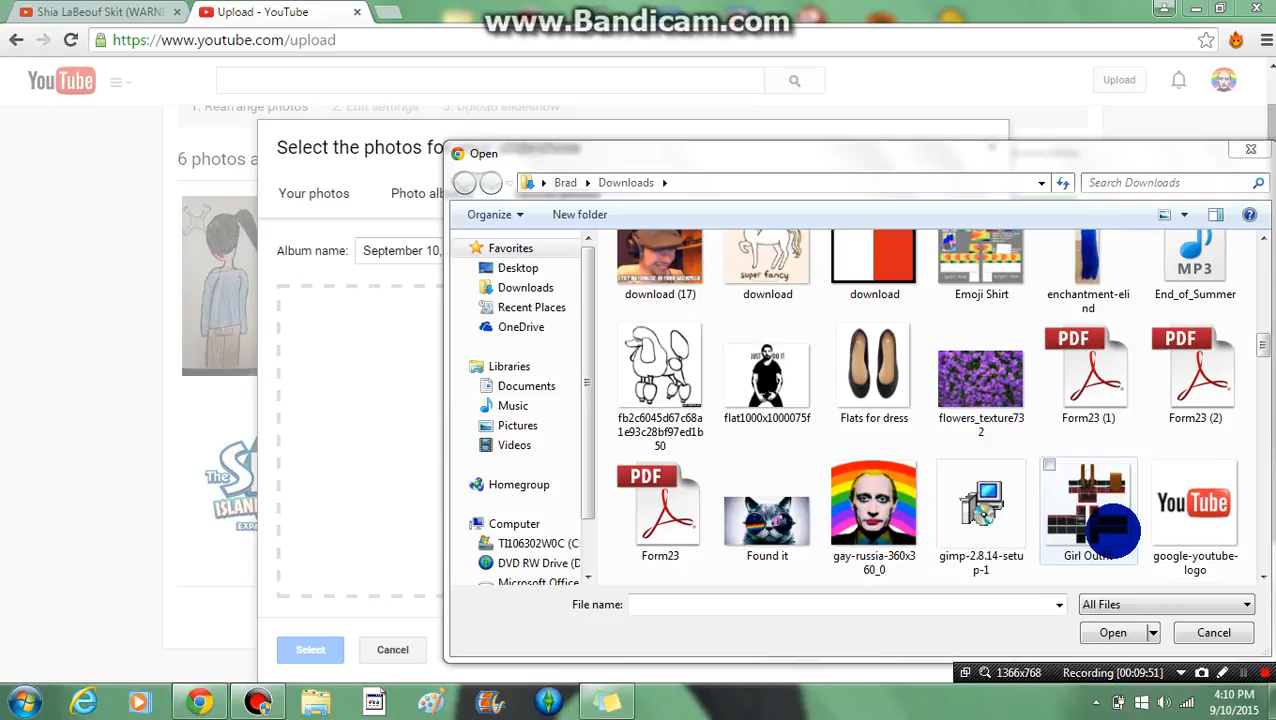 www.Bandicam.com
Shia LaBeouf Skit (WARN
Upload - YouTube
https://www.youtube.com/upload
YouTube
Upload
1. Rearrange photos 2. Edit settings 3. Upload slideshow
6 photos a
Select the photos fo
Your photos
Photo alb
Album name:
September 10,
Select
Cancel
Open
Brad
Downloads
Search Downloads
Organize
New folder
Favorites
Desktop
Downloads
Recent Places
OneDrive
Libraries
Documents
Music
Pictures
Videos
Homegroup
Computer
TI106302W0C (C:
DVD RW Drive (D
Microsoft Office
super fancy
MP3
download (17)
download
download
Emoji Shirt
enchantment-eli
nd
End_of_Summer
JUST DO IT
PDF
PDF
fb2c6045d67c68a
1e93c28bf97ed1b
50
flat1000x1000075f
Flats for dress
flowers_texture73
2
Form23 (1)
Form23 (2)
PDF
YouTube
Form23
Found it
gay-russia-360x3
60_0
gimp-2.8.14-setu
p-1
Girl Outfit
google-youtube-
logo
File name:
All Files
Open
Cancel
1366x768
Recording [00:09:51]
4:10 PM
9/10/2015